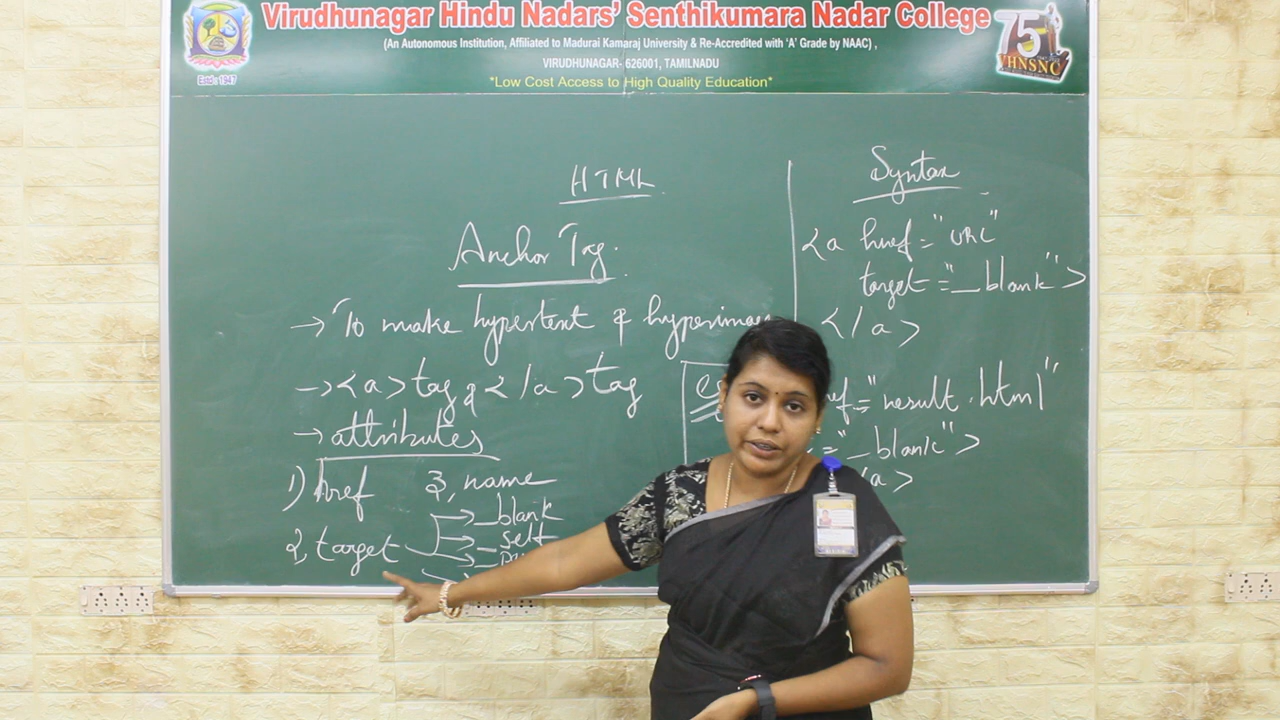 Virudhunagar Hindu Nadars' Senthikumara Nadar College
(An Autonomous Institution, Affiliated to Madurai Kamaraj University & Re-Accredited with 'A' Grade by NAAC) ,
VIRUDHUNAGAR- 626001, TAMILNADU
*Low Cost Access to High Quality Education*
Estd : 1947
75
VHNSNC
HTML
Anchor Tag.
→ To make hypertext &
→ <a> tag & </a> tag
→ attributes
1) href
2, target
3, name
→ _blank
→ _self
Syntax
<a href="URL"
target="_blank">
</a>
="result.html"
="_blank">
a>